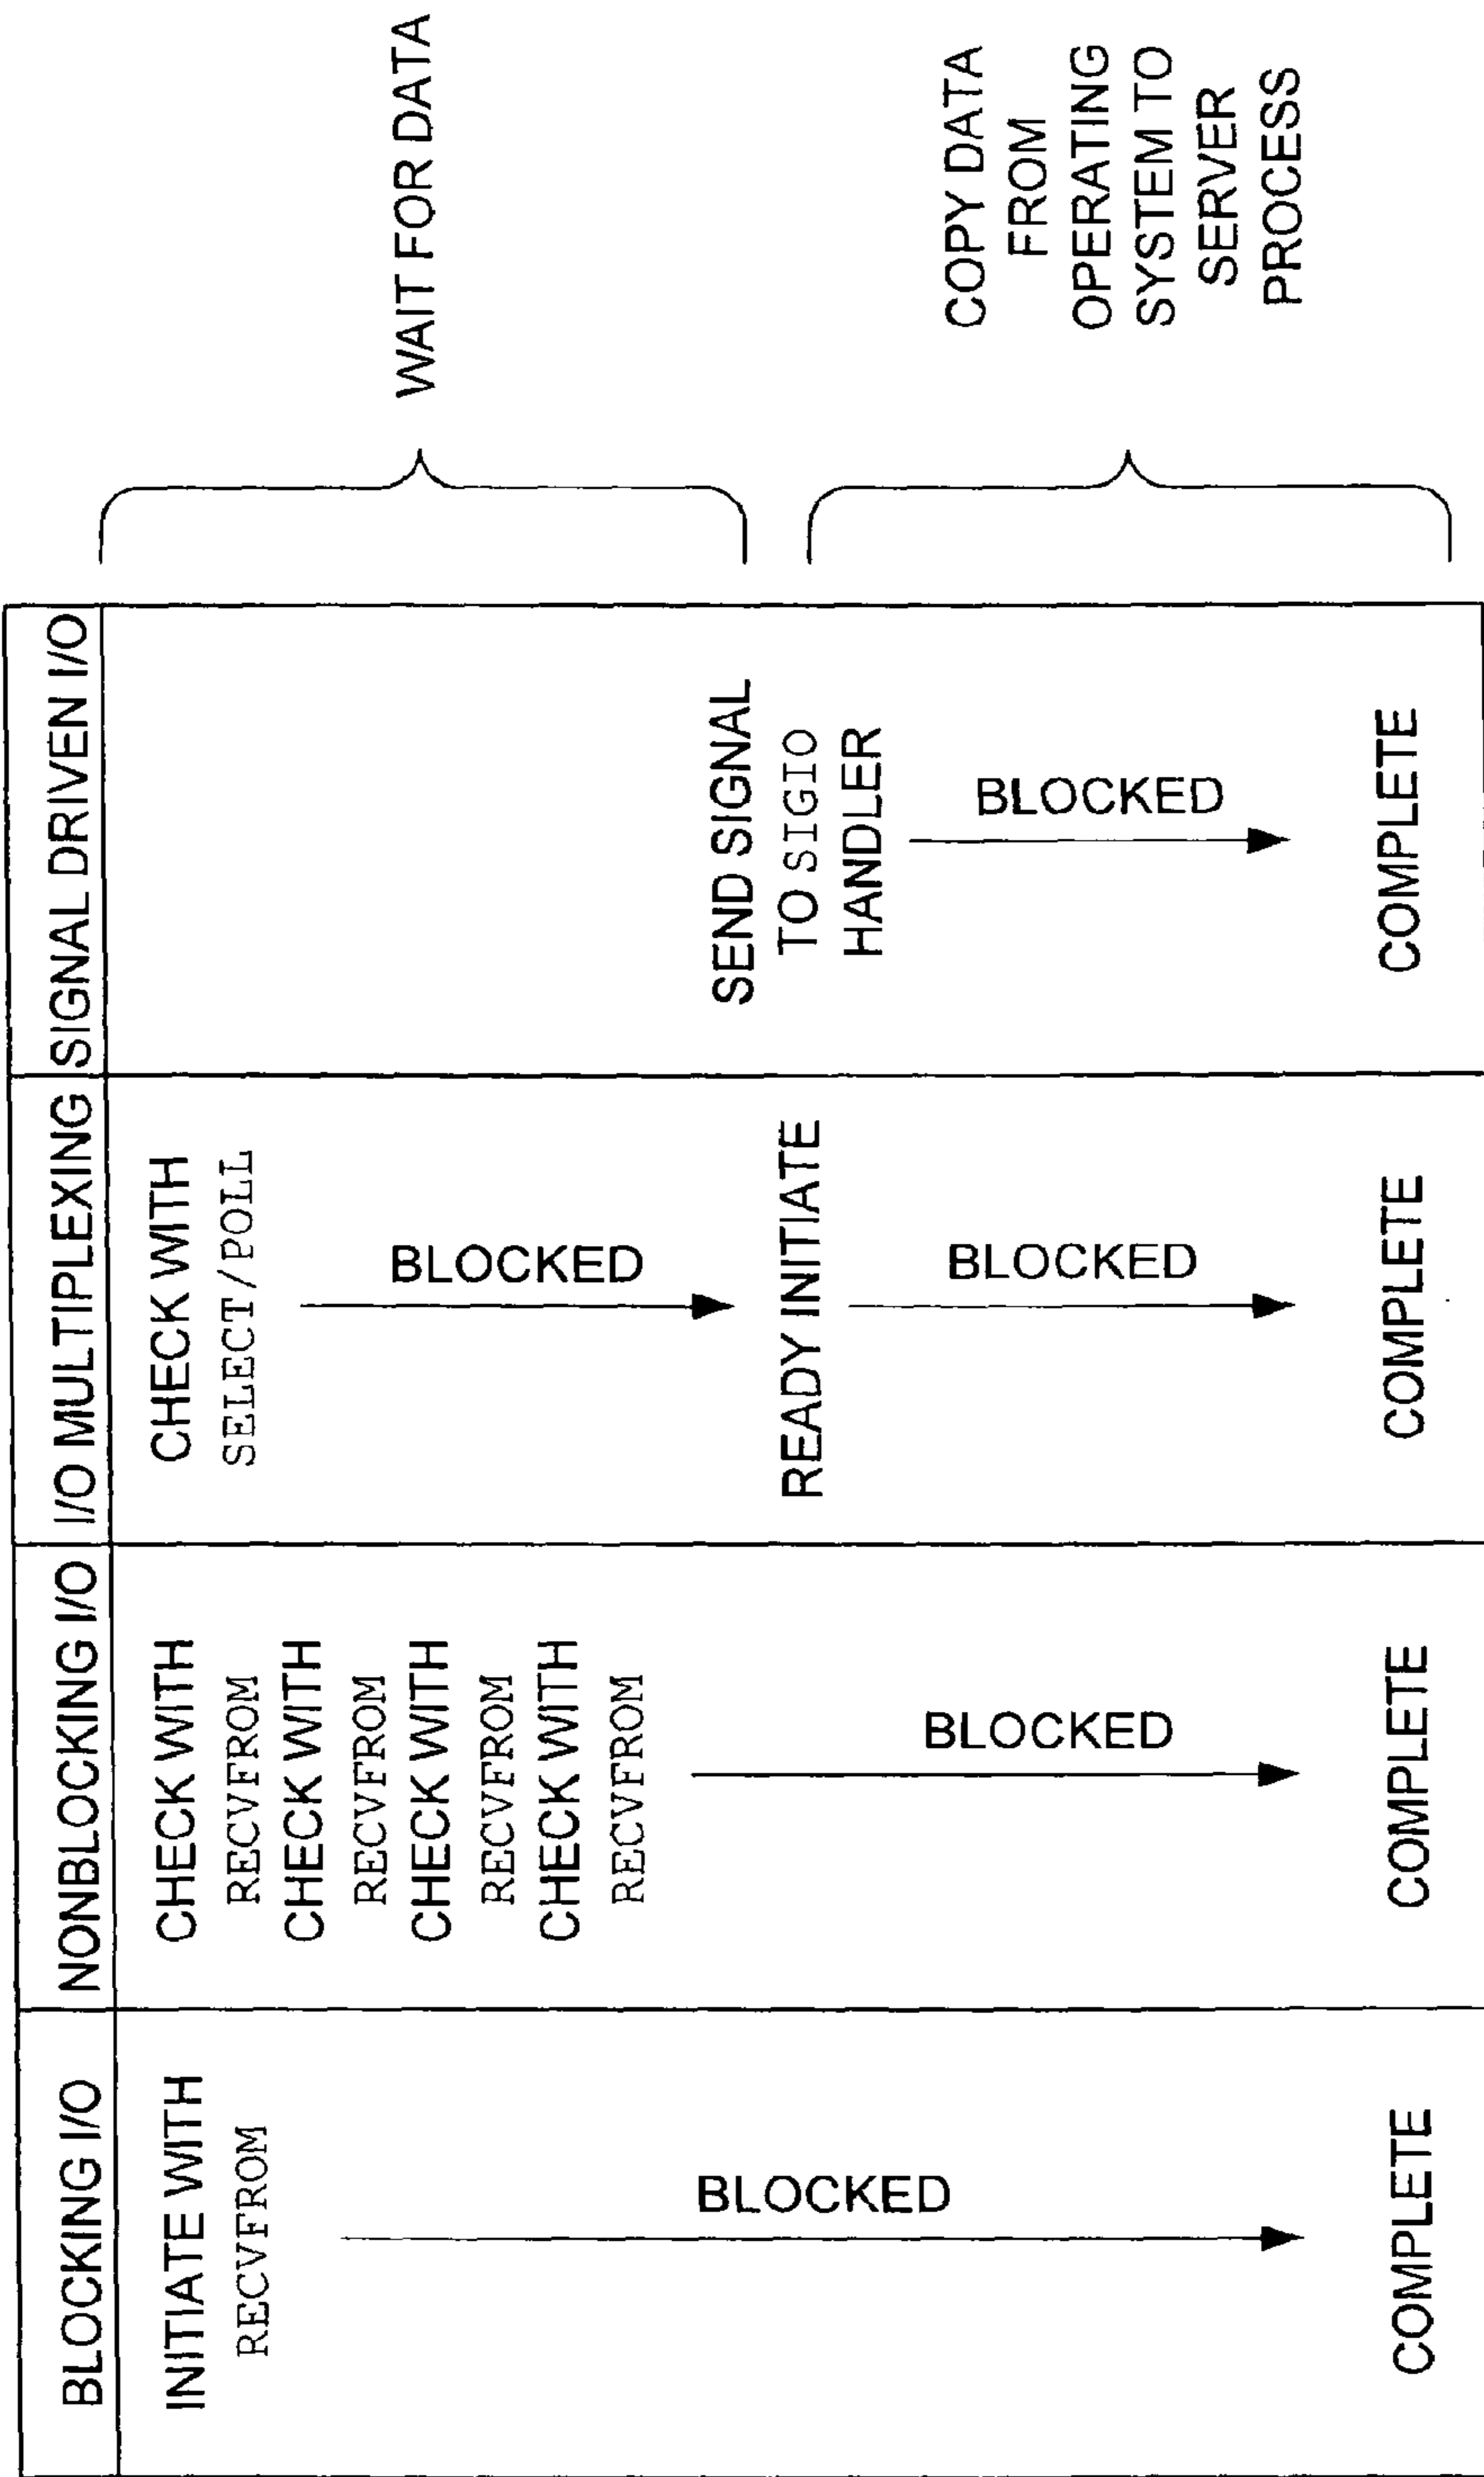 BLOCKING I/O
INITIATE WITH
RECVFROM
BLOCKED
COMPLETE
NONBLOCKING I/O
CHECK WITH
RECVFROM
CHECK WITH
RECVFROM
CHECK WITH
RECVFROM
CHECK WITH
RECVFROM
BLOCKED
COMPLETE
I/O MULTIPLEXING
CHECK WITH
SELECT/POLL
BLOCKED
READY INITIATE
BLOCKED
COMPLETE
SIGNAL DRIVEN I/O
SEND SIGNAL
TO SIGIO
HANDLER
BLOCKED
COMPLETE
WAIT FOR DATA
COPY DATA
FROM
OPERATING
SYSTEM TO
SERVER
PROCESS